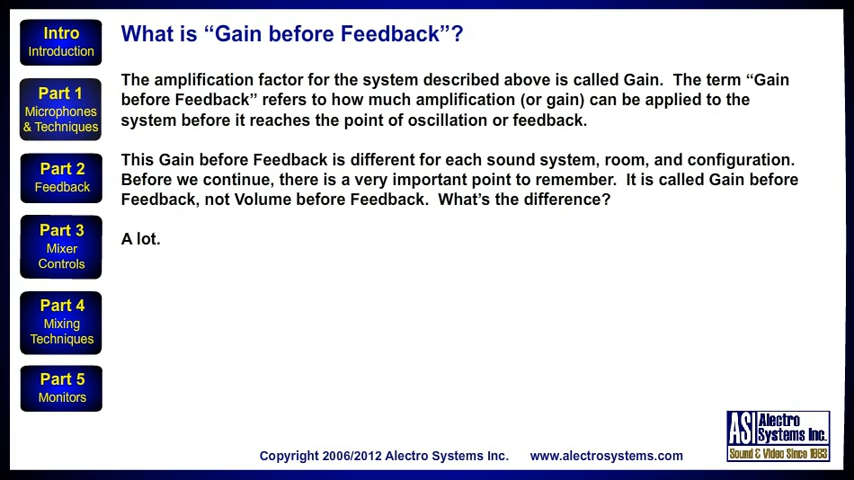 Intro
Introduction
Part 1
Microphones
& Techniques
Part 2
Feedback
Part 3
Mixer
Controls
Part 4
Mixing
Techniques
Part 5
Monitors
What is “Gain before Feedback”?
The amplification factor for the system described above is called Gain.  The term “Gain
before Feedback” refers to how much amplification (or gain) can be applied to the
system before it reaches the point of oscillation or feedback.
This Gain before Feedback is different for each sound system, room, and configuration.
Before we continue, there is a very important point to remember.  It is called Gain before
Feedback, not Volume before Feedback.  What’s the difference?
A lot.
ASI Alectro
Systems Inc.
Sound & Video Since 1983
Copyright 2006/2012 Alectro Systems Inc.    www.alectrosystems.com